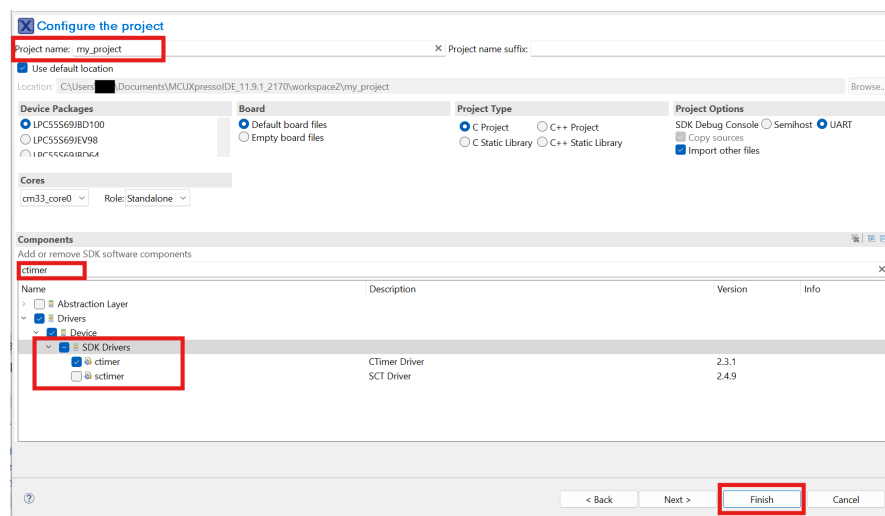 Configure the project
Project name: my_project Project name suffix:
Use default location
Location: C:\Users\ \Documents\MCUXpressoIDE_11.9.1_2170\workspace2\my_project Browse..
Device Packages Board Project Type Project Options
LPC55S69JBD100 Default board files C Project C++ Project SDK Debug Console Semihost UART
LPC55S69JEV98 Empty board files C Static Library C++ Static Library Copy sources
LPC55S69JBD64 Import other files
Cores
cm33_core0 Role: Standalone
Components
Add or remove SDK software components
ctimer
Name Description Version Info
Abstraction Layer
Drivers
Device
SDK Drivers
ctimer CTimer Driver 2.3.1
sctimer SCT Driver 2.4.9
? < Back Next > Finish Cancel